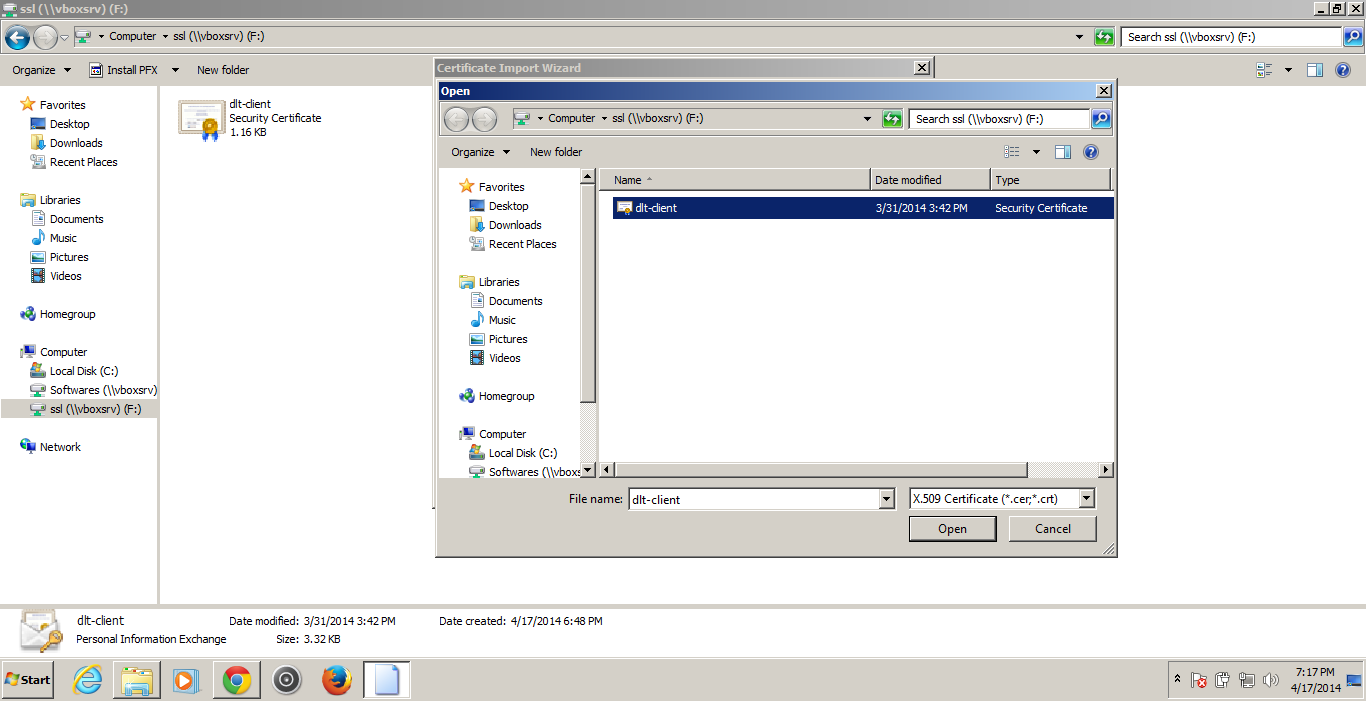 ssl (\\vboxsrv) (F:)
Computer ssl (\\vboxsrv) (F:)
Search ssl (\\vboxsrv) (F:)
Organize Install PFX New folder
Favorites
Desktop
Downloads
Recent Places
Libraries
Documents
Music
Pictures
Videos
Homegroup
Computer
Local Disk (C:)
Softwares (\\vboxsrv)
ssl (\\vboxsrv) (F:)
Network
dlt-client
Security Certificate
1.16 KB
Certificate Import Wizard
Open
Computer ssl (\\vboxsrv) (F:)
Search ssl (\\vboxsrv) (F:)
Organize New folder
Favorites
Desktop
Downloads
Recent Places
Libraries
Documents
Music
Pictures
Videos
Homegroup
Computer
Local Disk (C:)
Softwares (\\vboxs
Name Date modified Type
dlt-client 3/31/2014 3:42 PM Security Certificate
File name: dlt-client X.509 Certificate (*.cer;*.crt)
Open Cancel
dlt-client Date modified: 3/31/2014 3:42 PM Date created: 4/17/2014 6:48 PM
Personal Information Exchange Size: 3.32 KB
Start
7:17 PM
4/17/2014